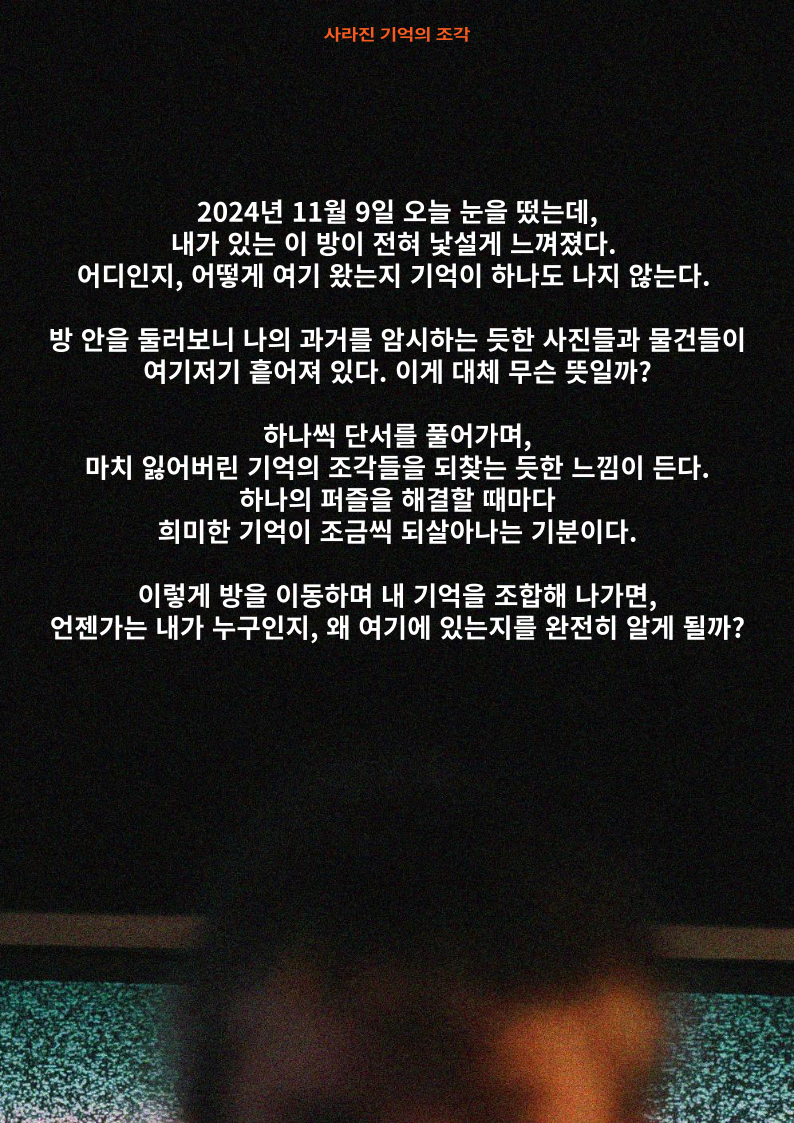 사라진 기억의 조각
2024년 11월 9일 오늘 눈을 떴는데,
내가 있는 이 방이 전혀 낯설게 느껴졌다.
어디인지, 어떻게 여기 왔는지 기억이 하나도 나지 않는다.
방 안을 둘러보니 나의 과거를 암시하는 듯한 사진들과 물건들이
여기저기 흩어져 있다. 이게 대체 무슨 뜻일까?
하나씩 단서를 풀어가며,
마치 잃어버린 기억의 조각들을 되찾는 듯한 느낌이 든다.
하나의 퍼즐을 해결할 때마다
희미한 기억이 조금씩 되살아나는 기분이다.
이렇게 방을 이동하며 내 기억을 조합해 나가면,
언젠가는 내가 누구인지, 왜 여기에 있는지를 완전히 알게 될까?